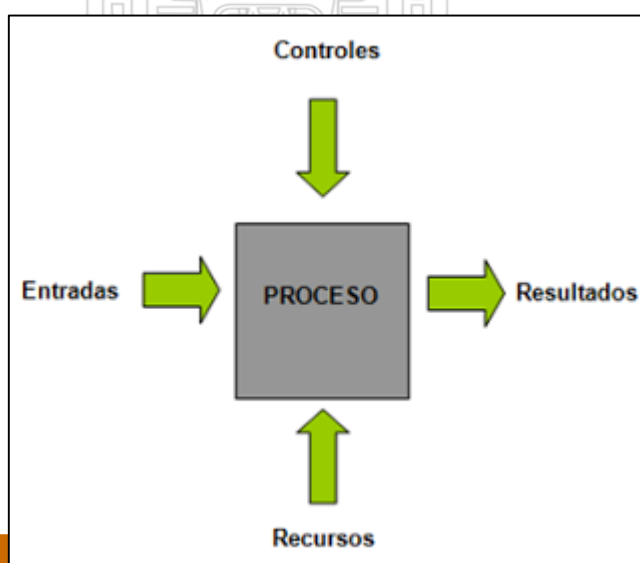 Controles
Entradas
PROCESO
Resultados
Recursos